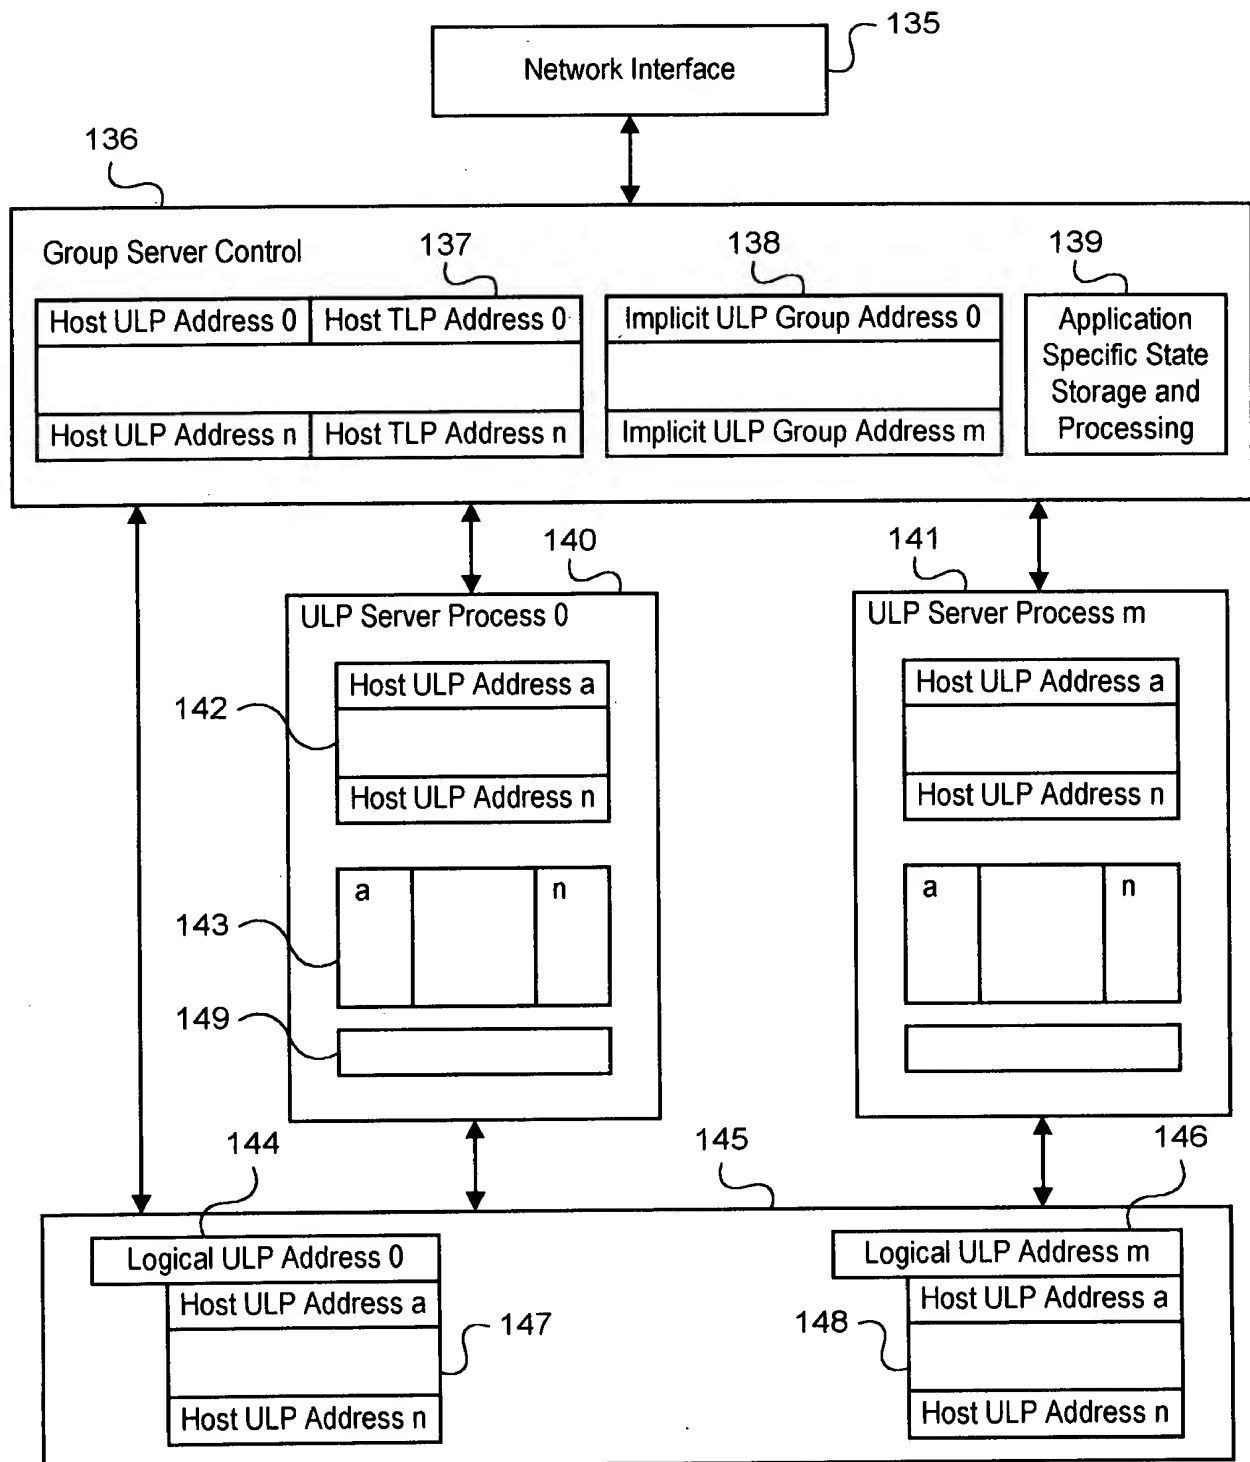 135
Network Interface
136
Group Server Control
137
138
139
Host ULP Address 0
Host TLP Address 0
Implicit ULP Group Address 0
Application
Specific State
Storage and
Processing
Host ULP Address n
Host TLP Address n
Implicit ULP Group Address m
140
141
ULP Server Process 0
ULP Server Process m
Host ULP Address a
Host ULP Address a
142
Host ULP Address n
Host ULP Address n
a
n
a
n
143
149
144
145
146
Logical ULP Address 0
Logical ULP Address m
Host ULP Address a
Host ULP Address a
147
148
Host ULP Address n
Host ULP Address n